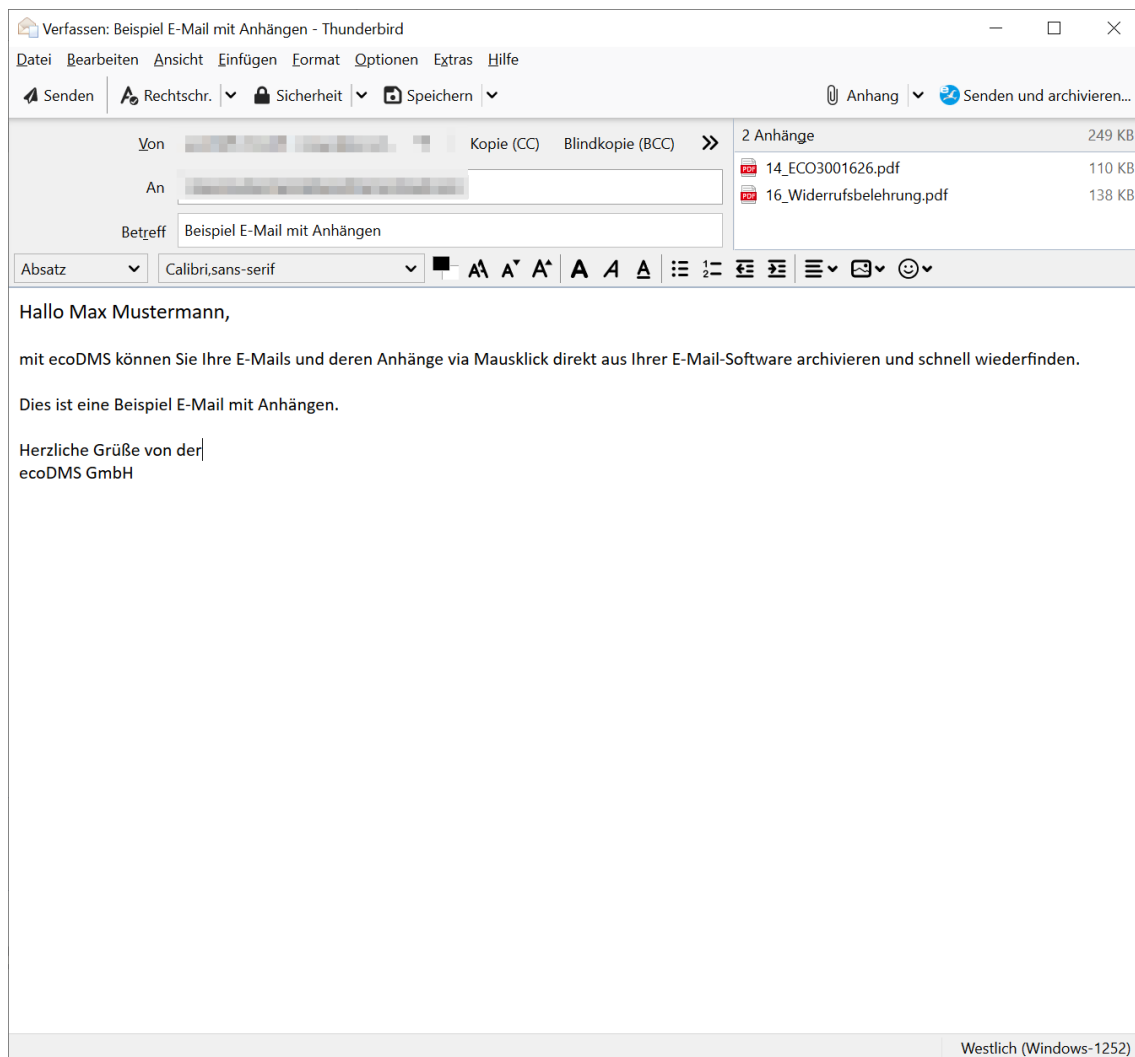 Verfassen: Beispiel E-Mail mit Anhängen - Thunderbird
Datei Bearbeiten Ansicht Einfügen Format Optionen Extras Hilfe
Senden Rechtschr. Sicherheit Speichern Anhang Senden und archivieren...
Von Kopie (CC) Blindkopie (BCC)
An
Betreff Beispiel E-Mail mit Anhängen
2 Anhänge 249 KB
14_ECO3001626.pdf 110 KB
16_Widerrufsbelehrung.pdf 138 KB
Absatz Calibri,sans-serif
Hallo Max Mustermann,
mit ecoDMS können Sie Ihre E-Mails und deren Anhänge via Mausklick direkt aus Ihrer E-Mail-Software archivieren und schnell wiederfinden.
Dies ist eine Beispiel E-Mail mit Anhängen.
Herzliche Grüße von der
ecoDMS GmbH
Westlich (Windows-1252)